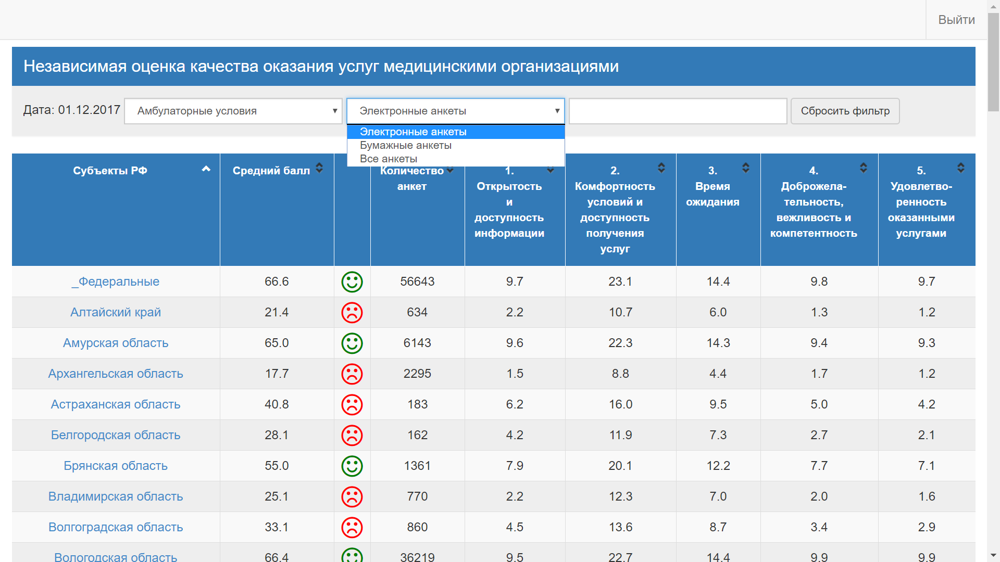 Выйти
Независимая оценка качества оказания услуг медицинскими организациями
Дата: 01.12.2017 Амбулаторные условия Электронные анкеты Сбросить фильтр
Электронные анкеты
Бумажные анкеты
Все анкеты
Субъекты РФ
Средний балл
Количество
анкет
1.
Открытость
и
доступность
информации
2.
Комфортность
условий и
доступность
получения
услуг
3.
Время
ожидания
4.
Доброжела-
тельность,
вежливость и
компетентность
5.
Удовлетво-
ренность
оказанными
услугами
_Федеральные 66.6 56643 9.7 23.1 14.4 9.8 9.7
Алтайский край 21.4 634 2.2 10.7 6.0 1.3 1.2
Амурская область 65.0 6143 9.6 22.3 14.3 9.4 9.3
Архангельская область 17.7 2295 1.5 8.8 4.4 1.7 1.2
Астраханская область 40.8 183 6.2 16.0 9.5 5.0 4.2
Белгородская область 28.1 162 4.2 11.9 7.3 2.7 2.1
Брянская область 55.0 1361 7.9 20.1 12.2 7.7 7.1
Владимирская область 25.1 770 2.2 12.3 7.0 2.0 1.6
Волгоградская область 33.1 860 4.5 13.6 8.7 3.4 2.9
Вологодская область 66.4 36219 9.5 22.7 14.4 9.9 9.9